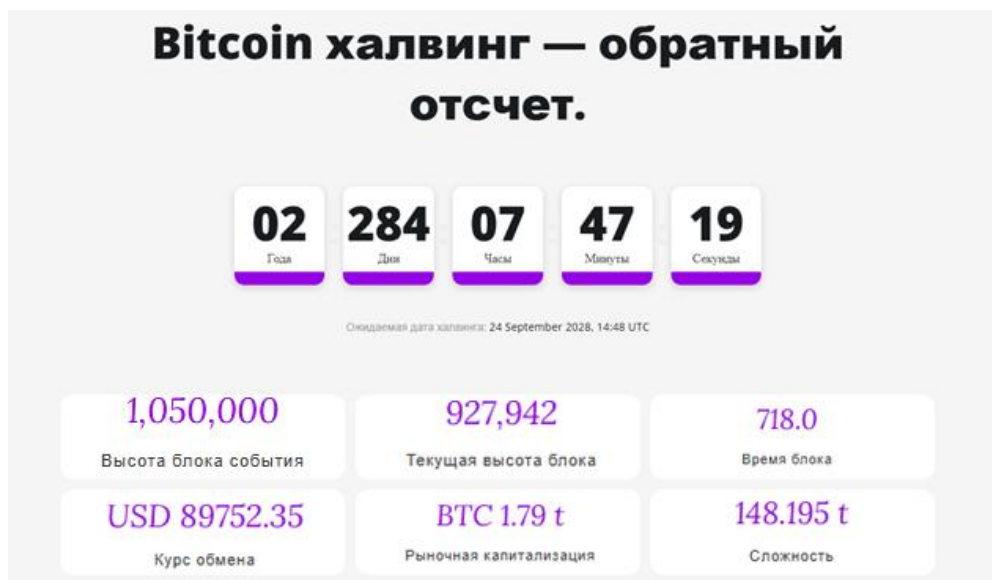 Bitcoin халвинг — обратный
отсчет.
02 284 07 47 19
Года Дни Часы Минуты Секунды
Ожидаемая дата халвинга: 24 September 2028, 14:48 UTC
1,050,000 927,942 718.0
Высота блока события Текущая высота блока Время блока
USD 89752.35 BTC 1.79 t 148.195 t
Курс обмена Рыночная капитализация Сложность